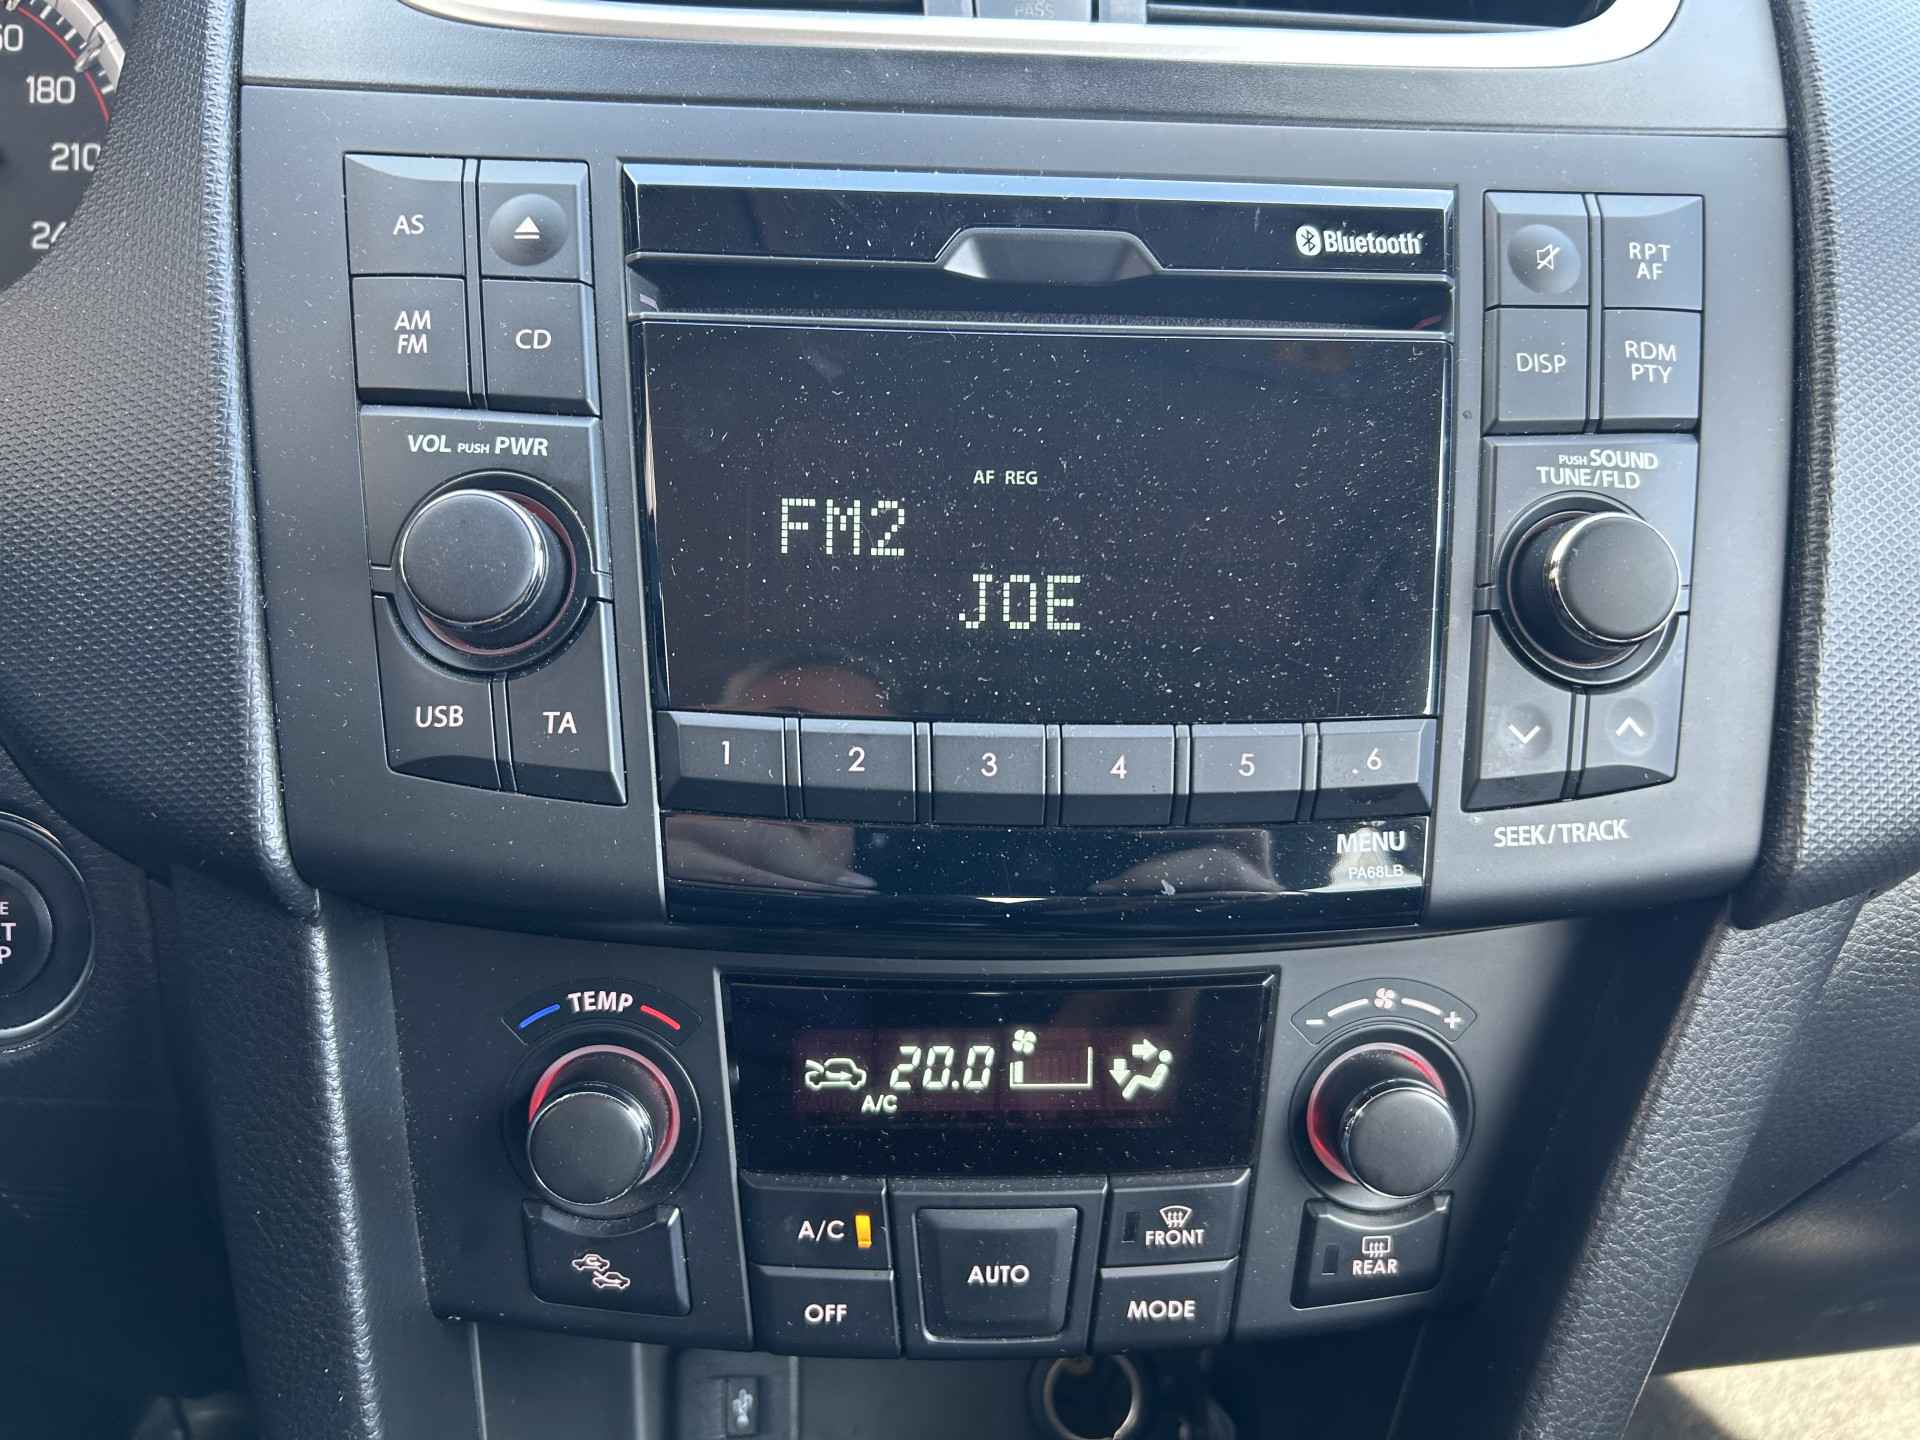 PASS
180
210
AS
Bluetooth
RPT
AF
AM
FM
CD
DISP
RDM
PTY
VOL PUSH PWR
PUSH SOUND
TUNE/FLD
AF REG
FM2
JOE
USB
TA
1
2
3
4
5
6
MENU
PA68LB
SEEK/TRACK
TEMP
- +
20.0
A/C
A/C
AUTO
FRONT
REAR
OFF
MODE